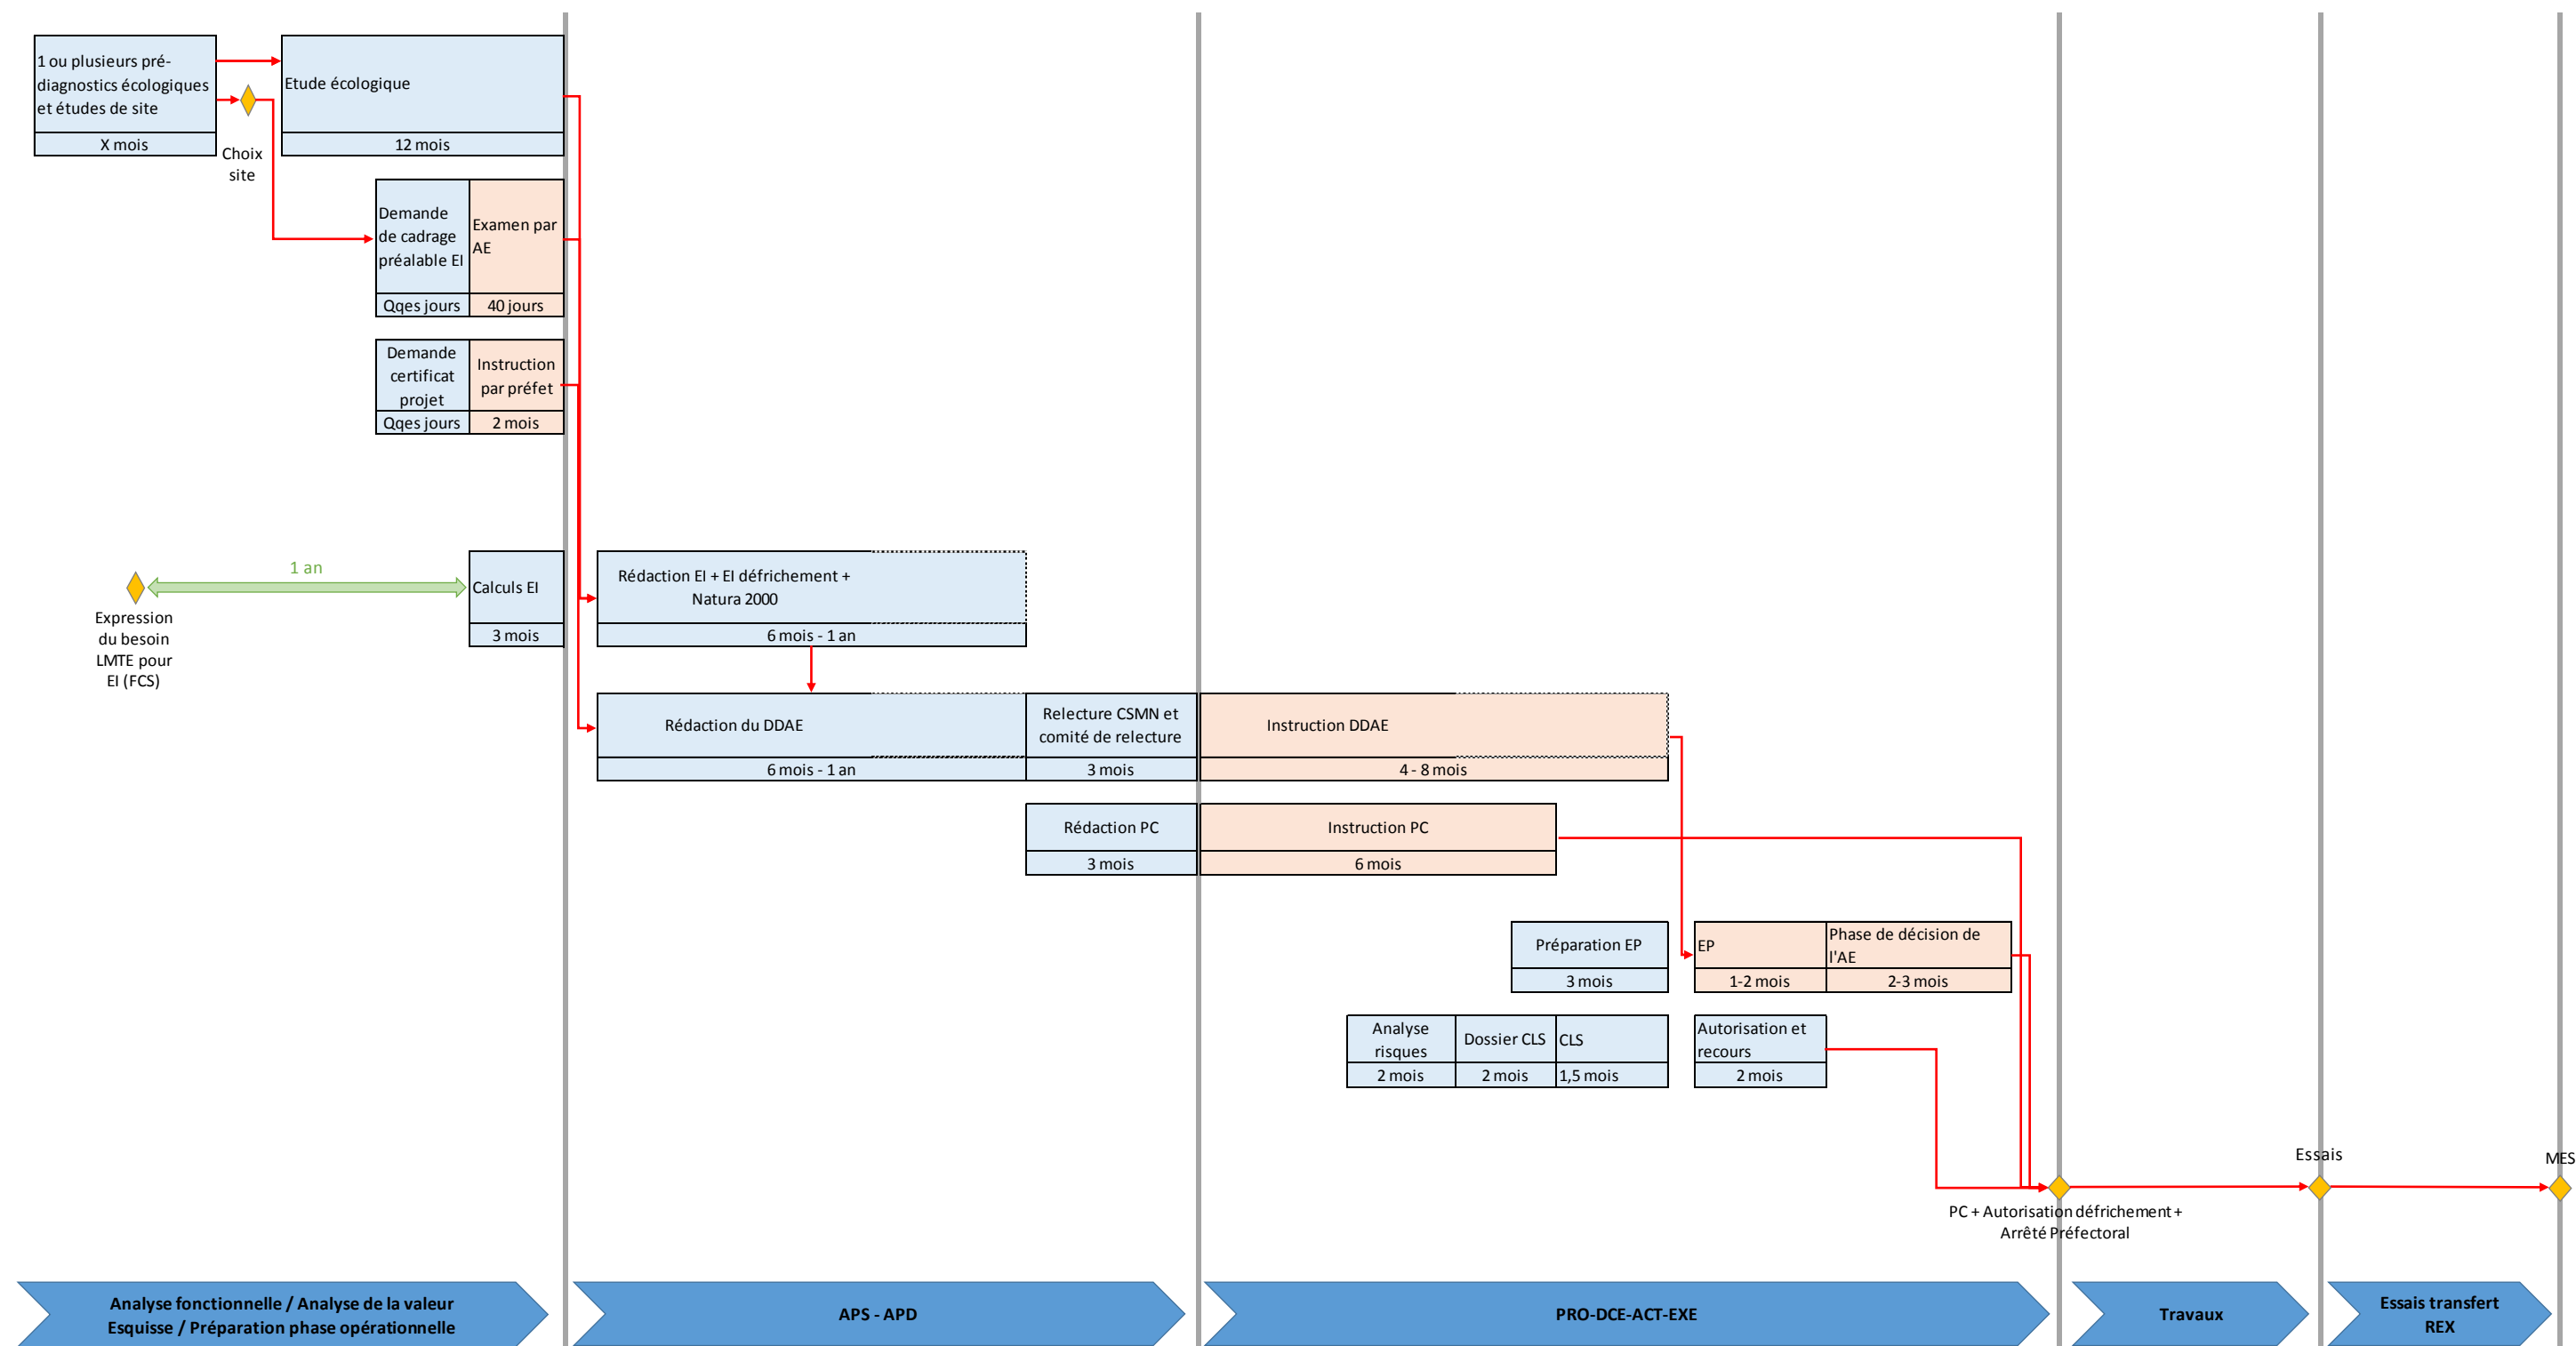 1 ou plusieurs pré-
diagnostics écologiques
et études de site
X mois
Choix
site
Etude écologique
12 mois
Demande
de cadrage
préalable EI
Qqes jours
Examen par
AE
40 jours
Demande
certificat
projet
Qqes jours
Instruction
par préfet
2 mois
1 an
Expression
du besoin
LMTE pour
EI (FCS)
Calculs EI
3 mois
Rédaction EI + EI défrichement +
Natura 2000
6 mois - 1 an
Rédaction du DDAE
6 mois - 1 an
Relecture CSMN et
comité de relecture
3 mois
Instruction DDAE
4 - 8 mois
Rédaction PC
3 mois
Instruction PC
6 mois
Préparation EP
3 mois
EP
1-2 mois
Phase de décision de
l'AE
2-3 mois
Analyse
risques
2 mois
Dossier CLS
2 mois
CLS
1,5 mois
Autorisation et
recours
2 mois
Essais
MES
PC + Autorisation défrichement +
Arrêté Préfectoral
Analyse fonctionnelle / Analyse de la valeur
Esquisse / Préparation phase opérationnelle
APS - APD
PRO-DCE-ACT-EXE
Travaux
Essais transfert
REX